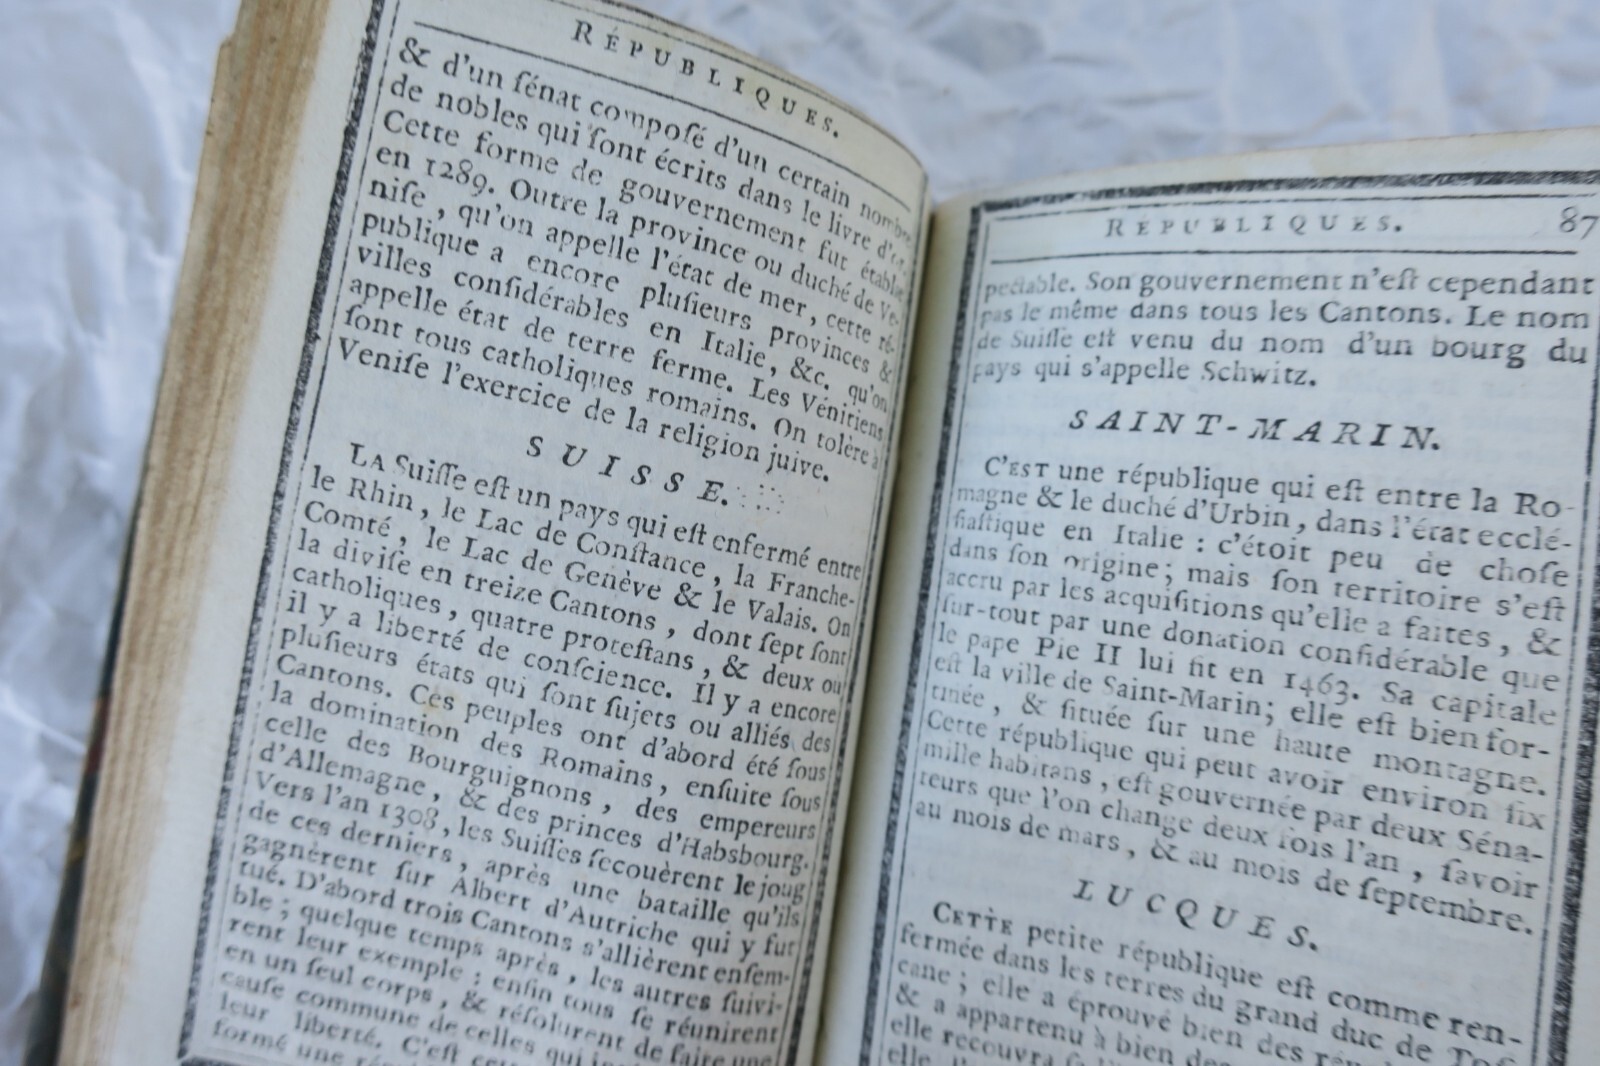 RÉPUBLIQUES.
& d'un ſénat compoſé d'un certain nombre
de nobles qui ſont écrits dans le livre d'or.
Cette forme de gouvernement fut établie
en 1289. Outre la province ou duché de Ve-
niſe, qu'on appelle l'état de mer, cette ré-
publique a encore pluſieurs provinces &
villes conſidérables en Italie, &c. qu'on
appelle état de terre ferme. Les Vénitiens
ſont tous catholiques romains. On tolère à
Veniſe l'exercice de la religion juive.
SUISSE.
LA Suiſſe eſt un pays qui eſt enfermé entre
le Rhin, le Lac de Conſtance, la Franche-
Comté, le Lac de Genève & le Valais. On
la diviſe en treize Cantons, dont ſept ſont
catholiques, quatre proteſtans, & deux où
il y a liberté de conſcience. Il y a encore
pluſieurs états qui ſont ſujets ou alliés des
Cantons. Ces peuples ont d'abord été ſous
la domination des Romains, enſuite ſous
celle des Bourguignons, des empereurs
d'Allemagne, & des princes d'Habsbourg.
Vers l'an 1308, les Suiſſes ſecouèrent le joug
de ces derniers, après une bataille qu'ils
gagnèrent ſur Albert d'Autriche qui y fut
tué. D'abord trois Cantons s'allièrent enſem-
ble; quelque temps après, les autres ſuivi-
rent leur exemple; enfin tous ſe réunirent
en un ſeul corps, & réſolurent de faire une
cauſe commune de celles qui
leur liberté. C'eſt
formé une
RÉPUBLIQUES. 87
pectable. Son gouvernement n'eſt cependant
pas le même dans tous les Cantons. Le nom
de Suiſſe eſt venu du nom d'un bourg du
pays qui s'appelle Schwitz.
SAINT-MARIN.
C'EST une république qui eſt entre la Ro-
magne & le duché d'Urbin, dans l'état ecclé-
ſiaſtique en Italie : c'étoit peu de choſe
dans ſon origine; mais ſon territoire s'eſt
accru par les acquiſitions qu'elle a faites, &
ſur-tout par une donation conſidérable que
le pape Pie II lui fit en 1463. Sa capitale
eſt la ville de Saint-Marin; elle eſt bien for-
tifiée, & ſituée ſur une haute montagne.
Cette république qui peut avoir environ ſix
mille habitans, eſt gouvernée par deux Séna-
teurs que l'on change deux fois l'an, ſavoir
au mois de mars, & au mois de ſeptembre.
LUCQUES.
CETTE petite république eſt comme ren-
fermée dans les terres du grand duc de Toſ-
cane; elle a éprouvé bien des
& a appartenu à bien des
elle recouvra ſa
elle